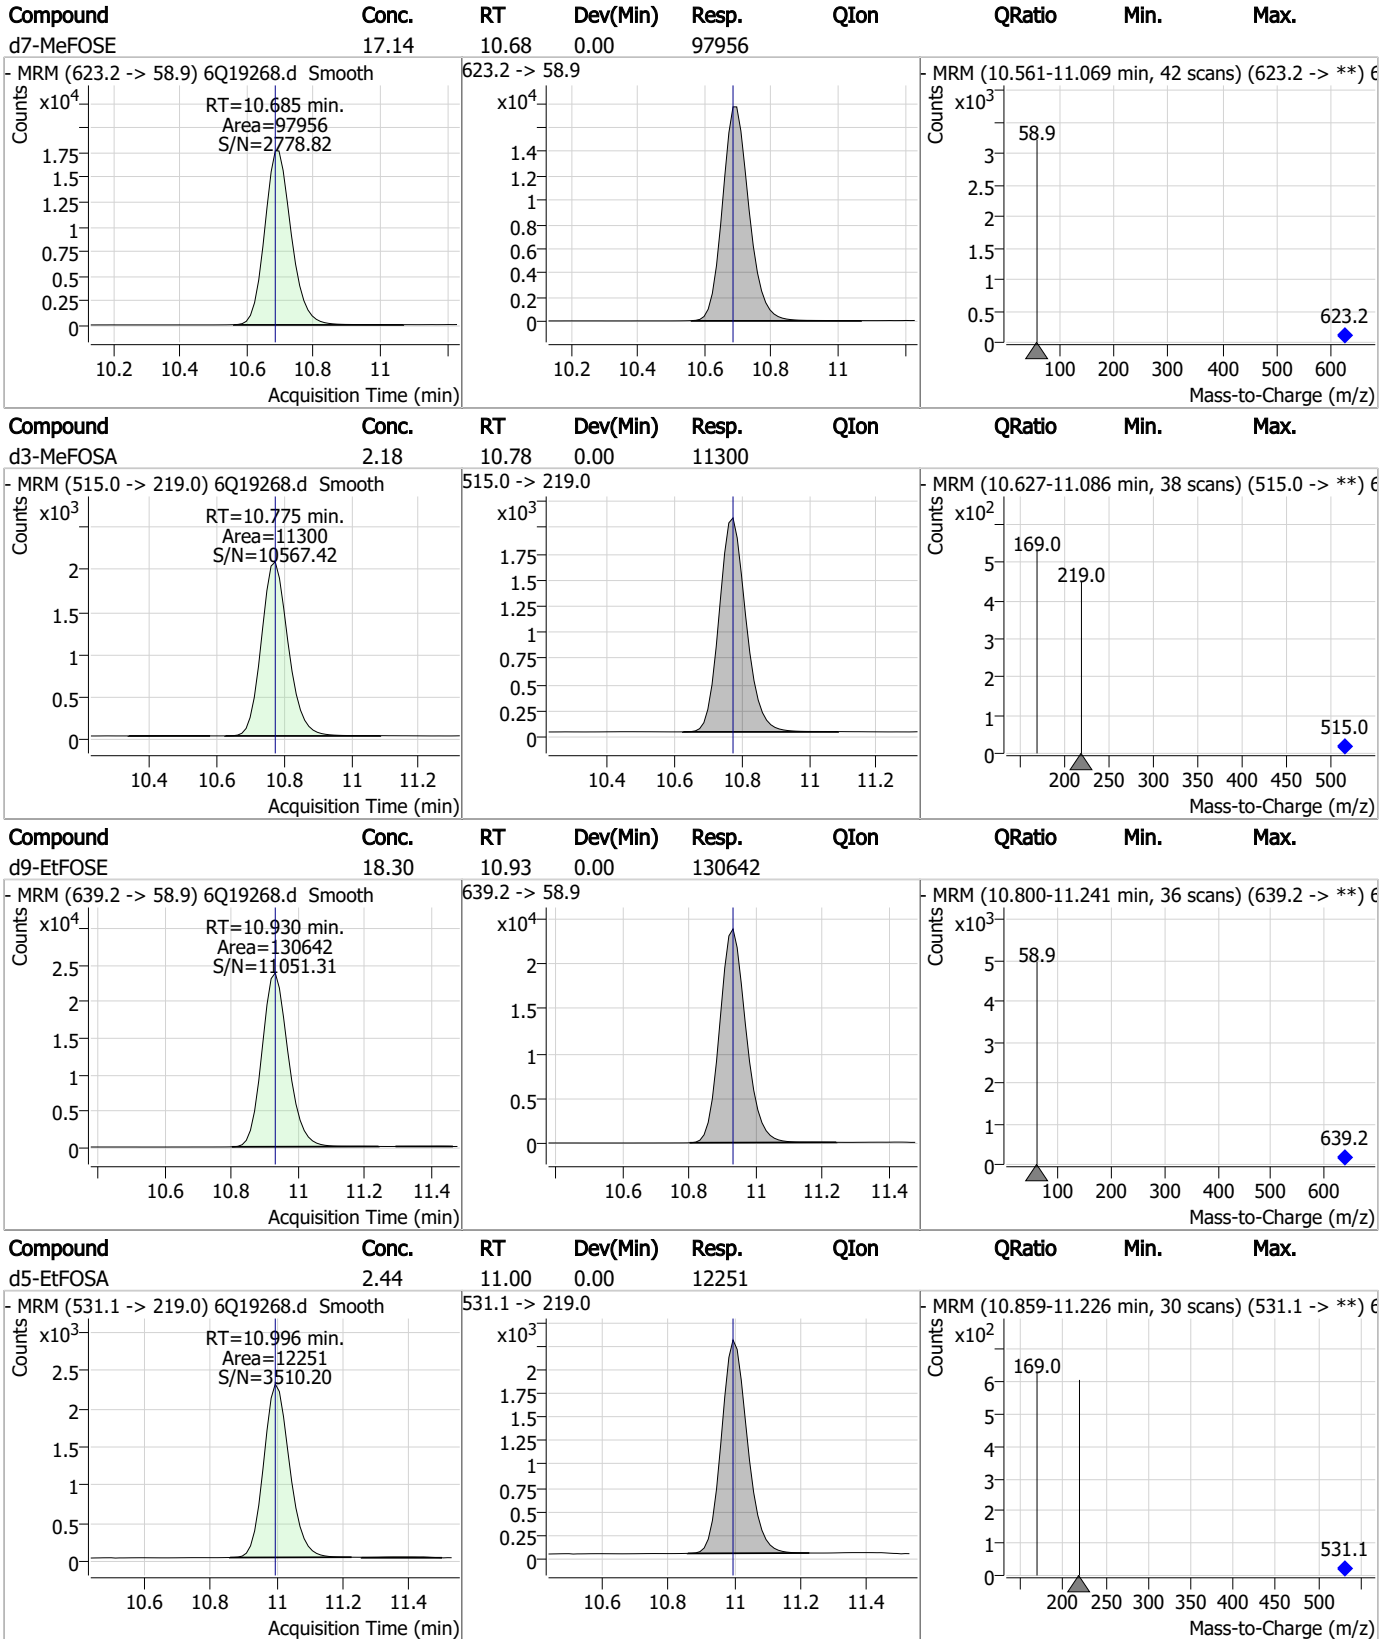 Compound Conc. RT Dev(Min) Resp. QIon QRatio Min. Max.
d7-MeFOSE 17.14 10.68 0.00 97956
- MRM (623.2 -> 58.9) 6Q19268.d Smooth 623.2 -> 58.9 - MRM (10.561-11.069 min, 42 scans) (623.2 -> **) 6
Counts x10^4 RT=10.685 min. x10^4 Counts x10^3
Area=97956
S/N=2778.82
58.9
1.75 1.4 3
1.5 1.2 2.5
1.25 1 2
1 0.8 1.5
0.75 0.6 1
0.5 0.4 0.5
0.25 0.2 623.2
0 0 0
10.2 10.4 10.6 10.8 11 10.2 10.4 10.6 10.8 11 100 200 300 400 500 600
Acquisition Time (min) Mass-to-Charge (m/z)
Compound Conc. RT Dev(Min) Resp. QIon QRatio Min. Max.
d3-MeFOSA 2.18 10.78 0.00 11300
- MRM (515.0 -> 219.0) 6Q19268.d Smooth 515.0 -> 219.0 - MRM (10.627-11.086 min, 38 scans) (515.0 -> **) 6
Counts x10^3 RT=10.775 min. x10^3 Counts x10^2
Area=11300
S/N=10567.42
169.0
219.0
2 1.75 5
1.5 1.5 4
1 1.25 3
0.5 1 2
0 0.75 1
0.5 0
0.25 515.0
0
10.4 10.6 10.8 11 11.2 10.4 10.6 10.8 11 11.2 200 250 300 350 400 450 500
Acquisition Time (min) Mass-to-Charge (m/z)
Compound Conc. RT Dev(Min) Resp. QIon QRatio Min. Max.
d9-EtFOSE 18.30 10.93 0.00 130642
- MRM (639.2 -> 58.9) 6Q19268.d Smooth 639.2 -> 58.9 - MRM (10.800-11.241 min, 36 scans) (639.2 -> **) 6
Counts x10^4 RT=10.930 min. x10^4 Counts x10^3
Area=130642
S/N=11051.31
58.9
2.5 2 5
2 1.5 4
1.5 1 3
1 0.5 2
0.5 0 1
0 0
639.2
10.6 10.8 11 11.2 11.4 10.6 10.8 11 11.2 11.4 100 200 300 400 500 600
Acquisition Time (min) Mass-to-Charge (m/z)
Compound Conc. RT Dev(Min) Resp. QIon QRatio Min. Max.
d5-EtFOSA 2.44 11.00 0.00 12251
- MRM (531.1 -> 219.0) 6Q19268.d Smooth 531.1 -> 219.0 - MRM (10.859-11.226 min, 30 scans) (531.1 -> **) 6
Counts x10^3 RT=10.996 min. x10^3 Counts x10^2
Area=12251
S/N=3510.20
169.0
2.5 2 6
2 1.75 5
1.5 1.5 4
1 1.25 3
0.5 1 2
0 0.75 1
0.5 0
0.25 531.1
0
10.6 10.8 11 11.2 11.4 10.6 10.8 11 11.2 11.4 200 250 300 350 400 450 500
Acquisition Time (min) Mass-to-Charge (m/z)